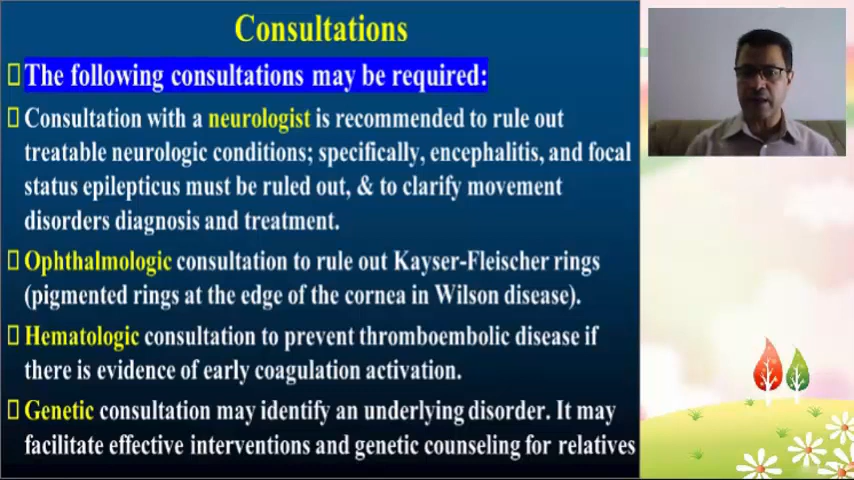 Consultations
The following consultations may be required:
Consultation with a neurologist is recommended to rule out
treatable neurologic conditions; specifically, encephalitis, and focal
status epilepticus must be ruled out, & to clarify movement
disorders diagnosis and treatment.
Ophthalmologic consultation to rule out Kayser-Fleischer rings
(pigmented rings at the edge of the cornea in Wilson disease).
Hematologic consultation to prevent thromboembolic disease if
there is evidence of early coagulation activation.
Genetic consultation may identify an underlying disorder. It may
facilitate effective interventions and genetic counseling for relatives